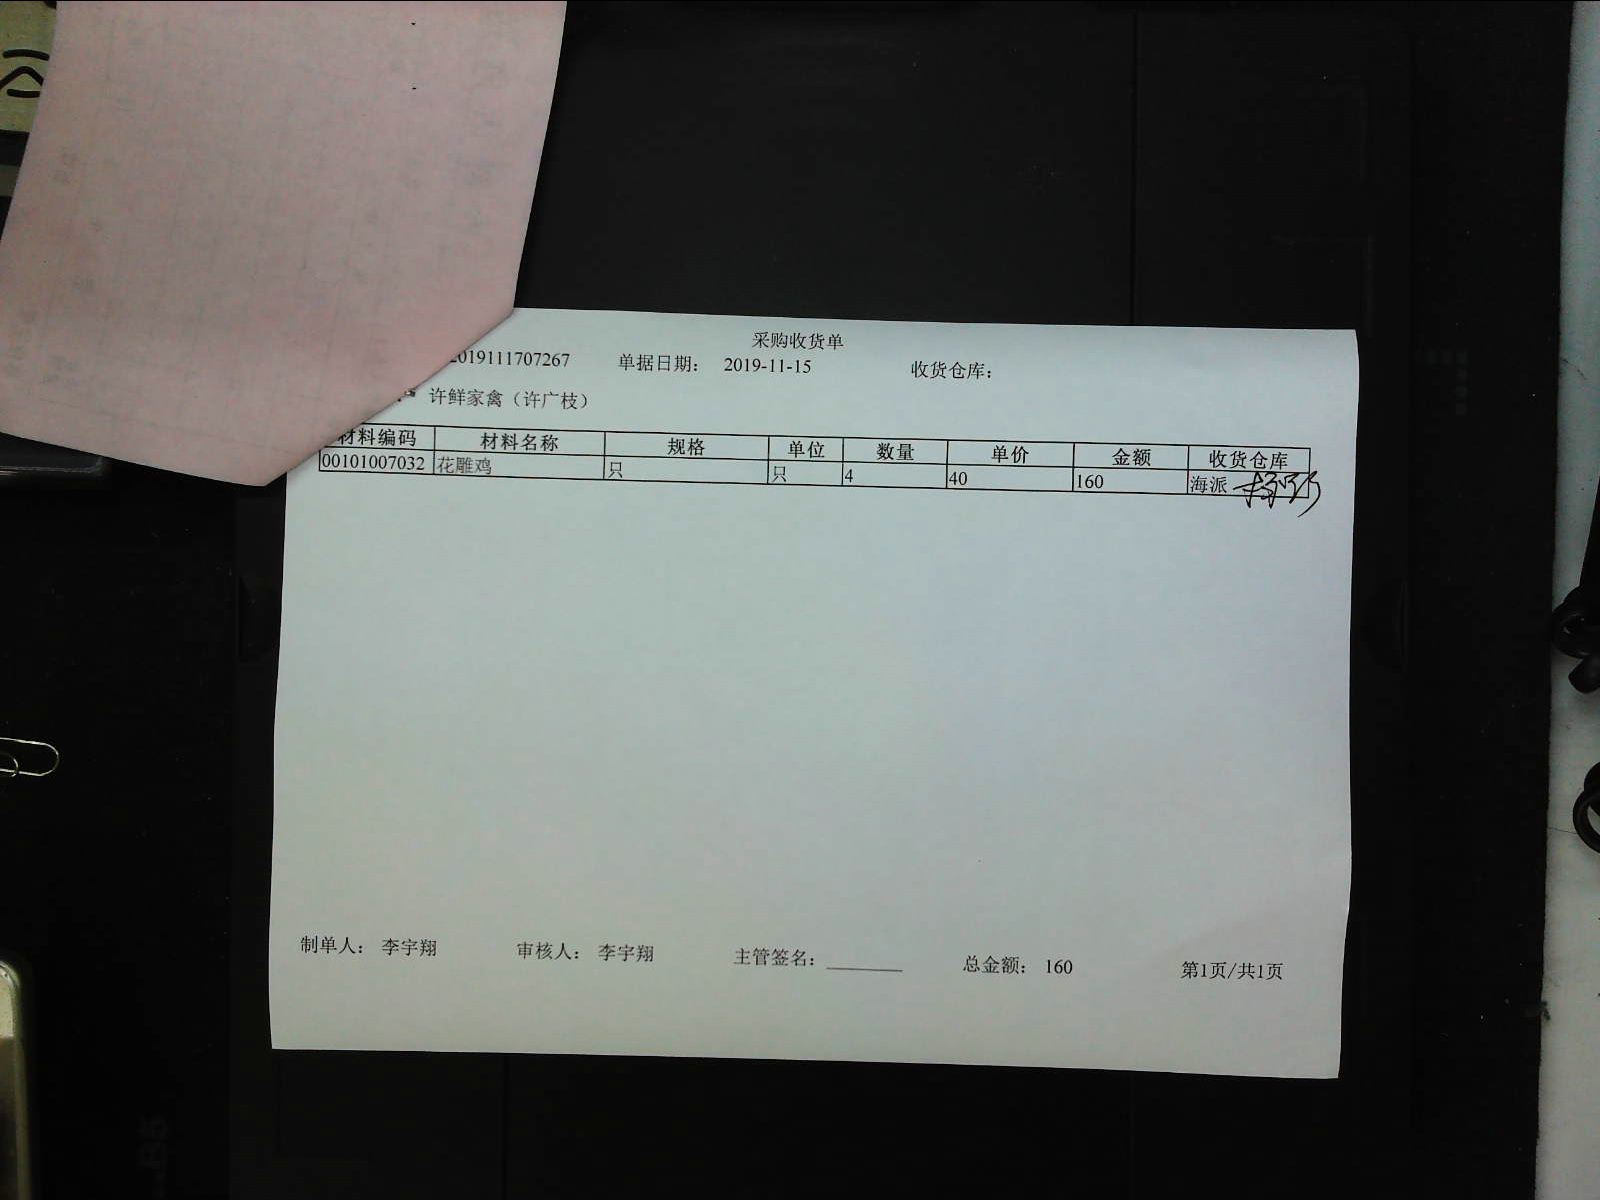 采购收货单
2019111707267 单据日期： 2019-11-15 收货仓库：
许鲜家禽（许广枝）
材料编码 材料名称 规格 单位 数量 单价 金额 收货仓库
00101007032 花雕鸡 只 只 4 40 160 海派
制单人： 李宇翔 审核人： 李宇翔 主管签名： 总金额： 160 第1页/共1页